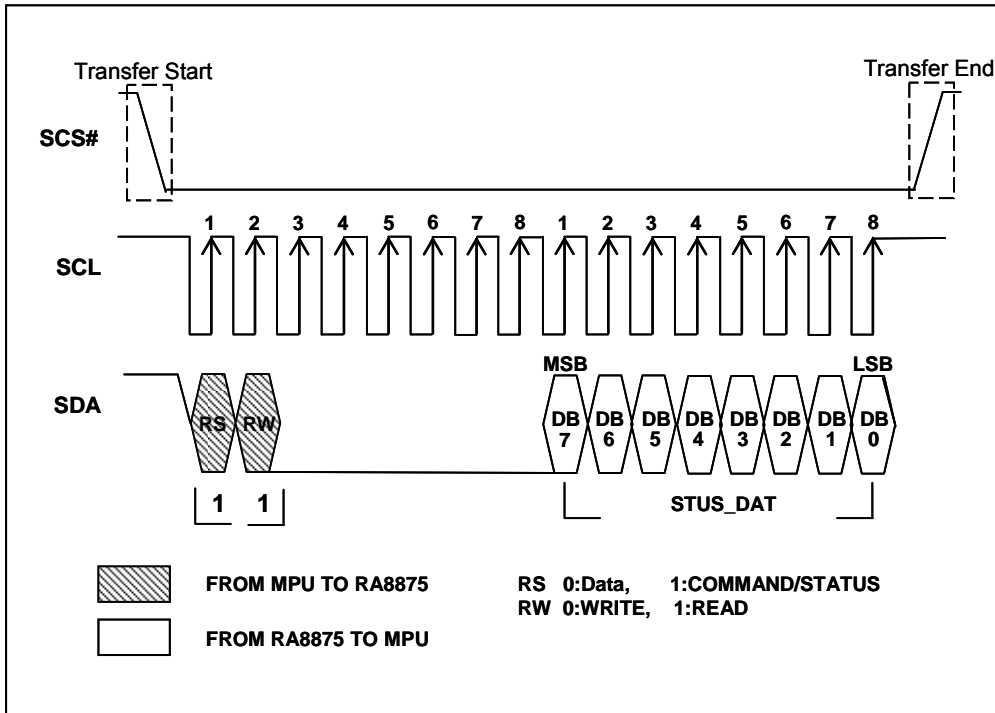 Transfer Start
Transfer End
SCS#
1 2 3 4 5 6 7 8 1 2 3 4 5 6 7 8
SCL
MSB LSB
SDA
RS RW DB 7 DB 6 DB 5 DB 4 DB 3 DB 2 DB 1 DB 0
1 1
STUS_DAT
FROM MPU TO RA8875
RS 0:Data, 1:COMMAND/STATUS
RW 0:WRITE, 1:READ
FROM RA8875 TO MPU